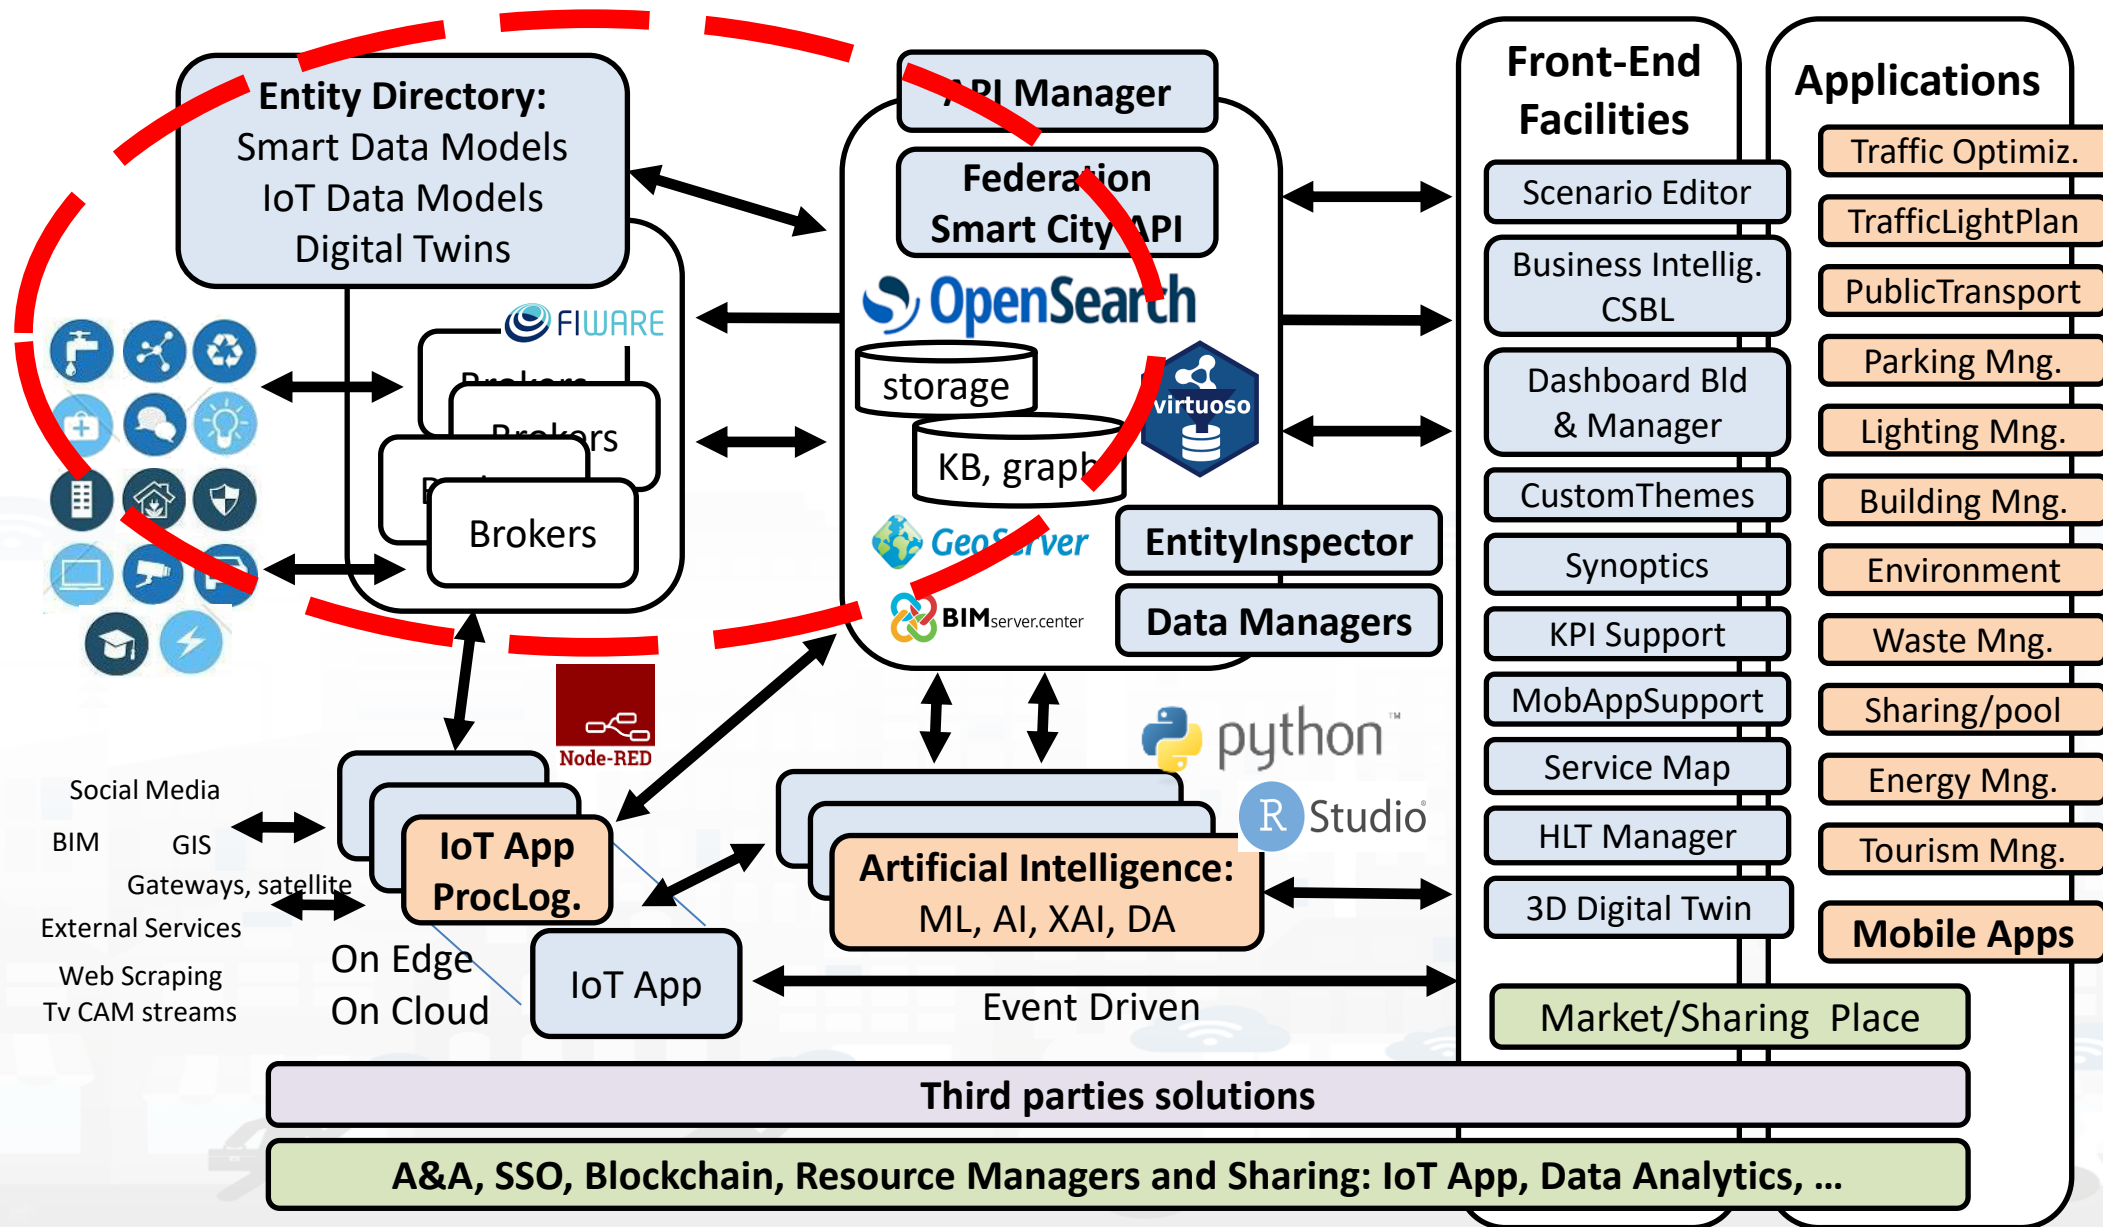 Entity Directory:
Smart Data Models
IoT Data Models
Digital Twins
FIWARE
Brokers
Brokers
Brokers
API Manager
Federation
Smart City API
OpenSearch
storage
virtuoso
KB, graph
GeoServer
BIMserver.center
EntityInspector
Data Managers
Node-RED
Social Media
BIM
GIS
Gateways, satellite
External Services
Web Scraping
Tv CAM streams
IoT App
ProcLog.
On Edge
On Cloud
IoT App
python™
R Studio
Artificial Intelligence:
ML, AI, XAI, DA
Event Driven
Front-End
Facilities
Scenario Editor
Business Intellig.
CSBL
Dashboard Bld
& Manager
CustomThemes
Synoptics
KPI Support
MobAppSupport
Service Map
HLT Manager
3D Digital Twin
Applications
Traffic Optimiz.
TrafficLightPlan
PublicTransport
Parking Mng.
Lighting Mng.
Building Mng.
Environment
Waste Mng.
Sharing/pool
Energy Mng.
Tourism Mng.
Mobile Apps
Market/Sharing Place
Third parties solutions
A&A, SSO, Blockchain, Resource Managers and Sharing: IoT App, Data Analytics, ...